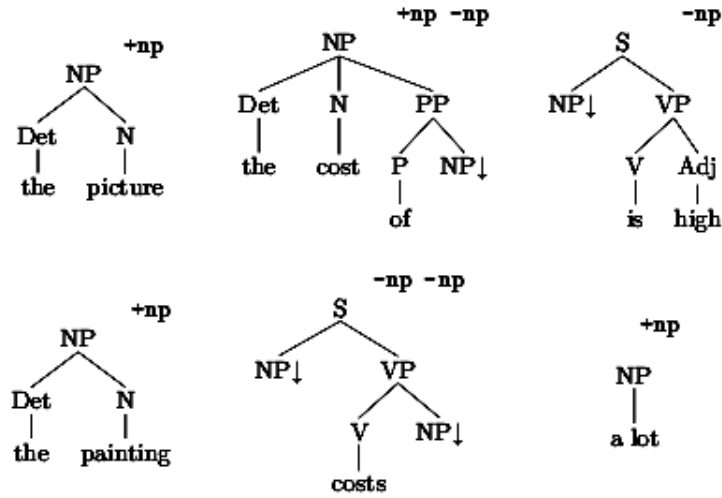 +np +np -np -np
NP NP S
Det N Det N PP NP↓ VP
the picture the cost P NP↓ V Adj
of is high
+np -np -np +np
NP S NP
Det N NP↓ VP a lot
the painting V NP↓
costs